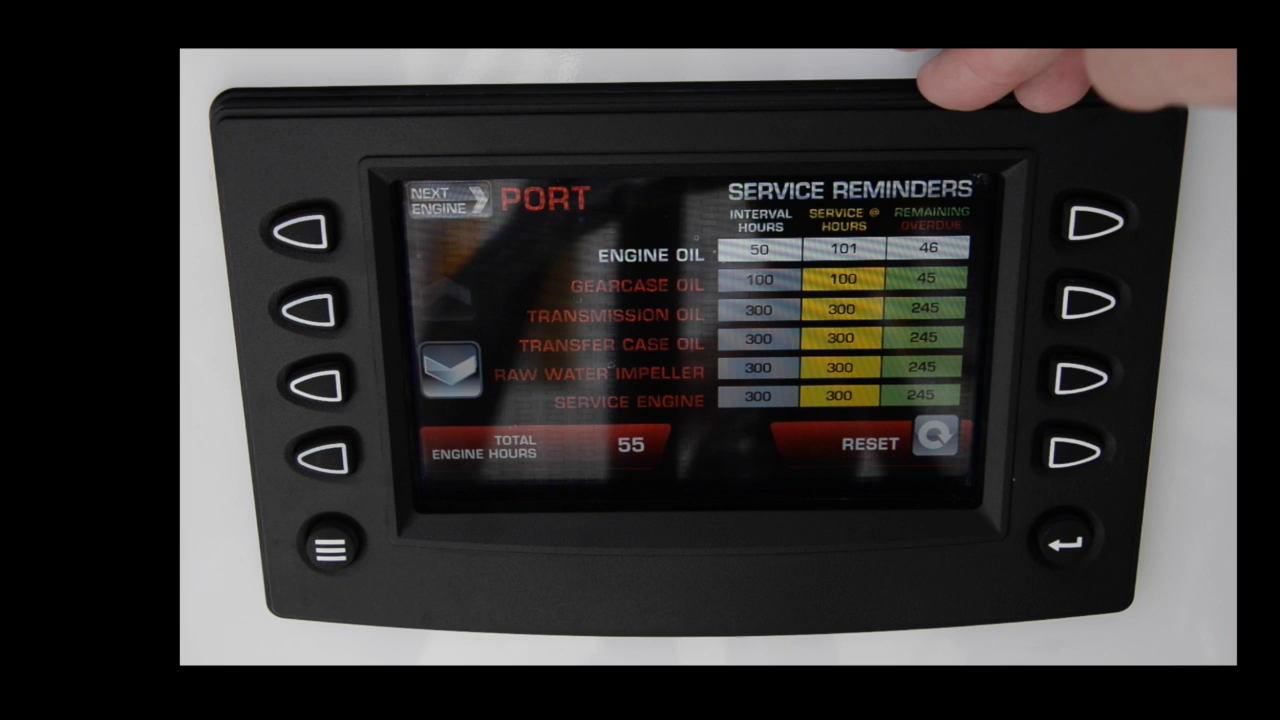 NEXT ENGINE PORT
SERVICE REMINDERS
INTERVAL HOURS SERVICE @ HOURS REMAINING OVERDUE
ENGINE OIL 50 101 46
GEARCASE OIL 100 100 45
TRANSMISSION OIL 300 300 245
TRANSFER CASE OIL 300 300 245
RAW WATER IMPELLER 300 300 245
SERVICE ENGINE 300 300 245
TOTAL ENGINE HOURS 55
RESET